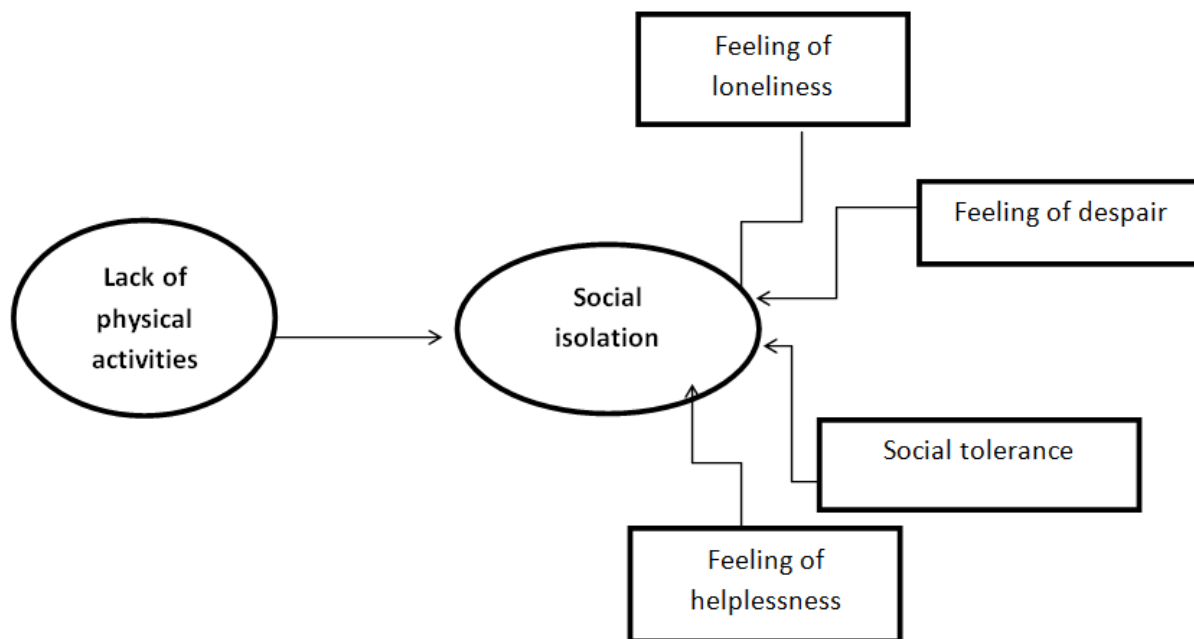 Feeling of
loneliness
Feeling of despair
Lack of
physical
activities
Social
isolation
Social tolerance
Feeling of
helplessness